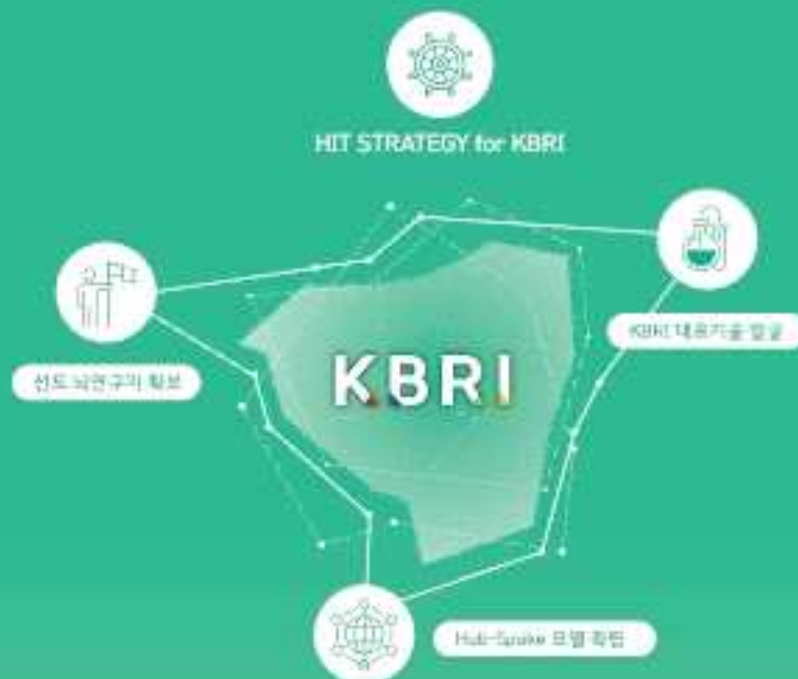 HIT STRATEGY for KBRI
KBRI 대표기술 발굴
KBRI
선도 뇌연구자 확보
Hub-Spoke 모델 확립